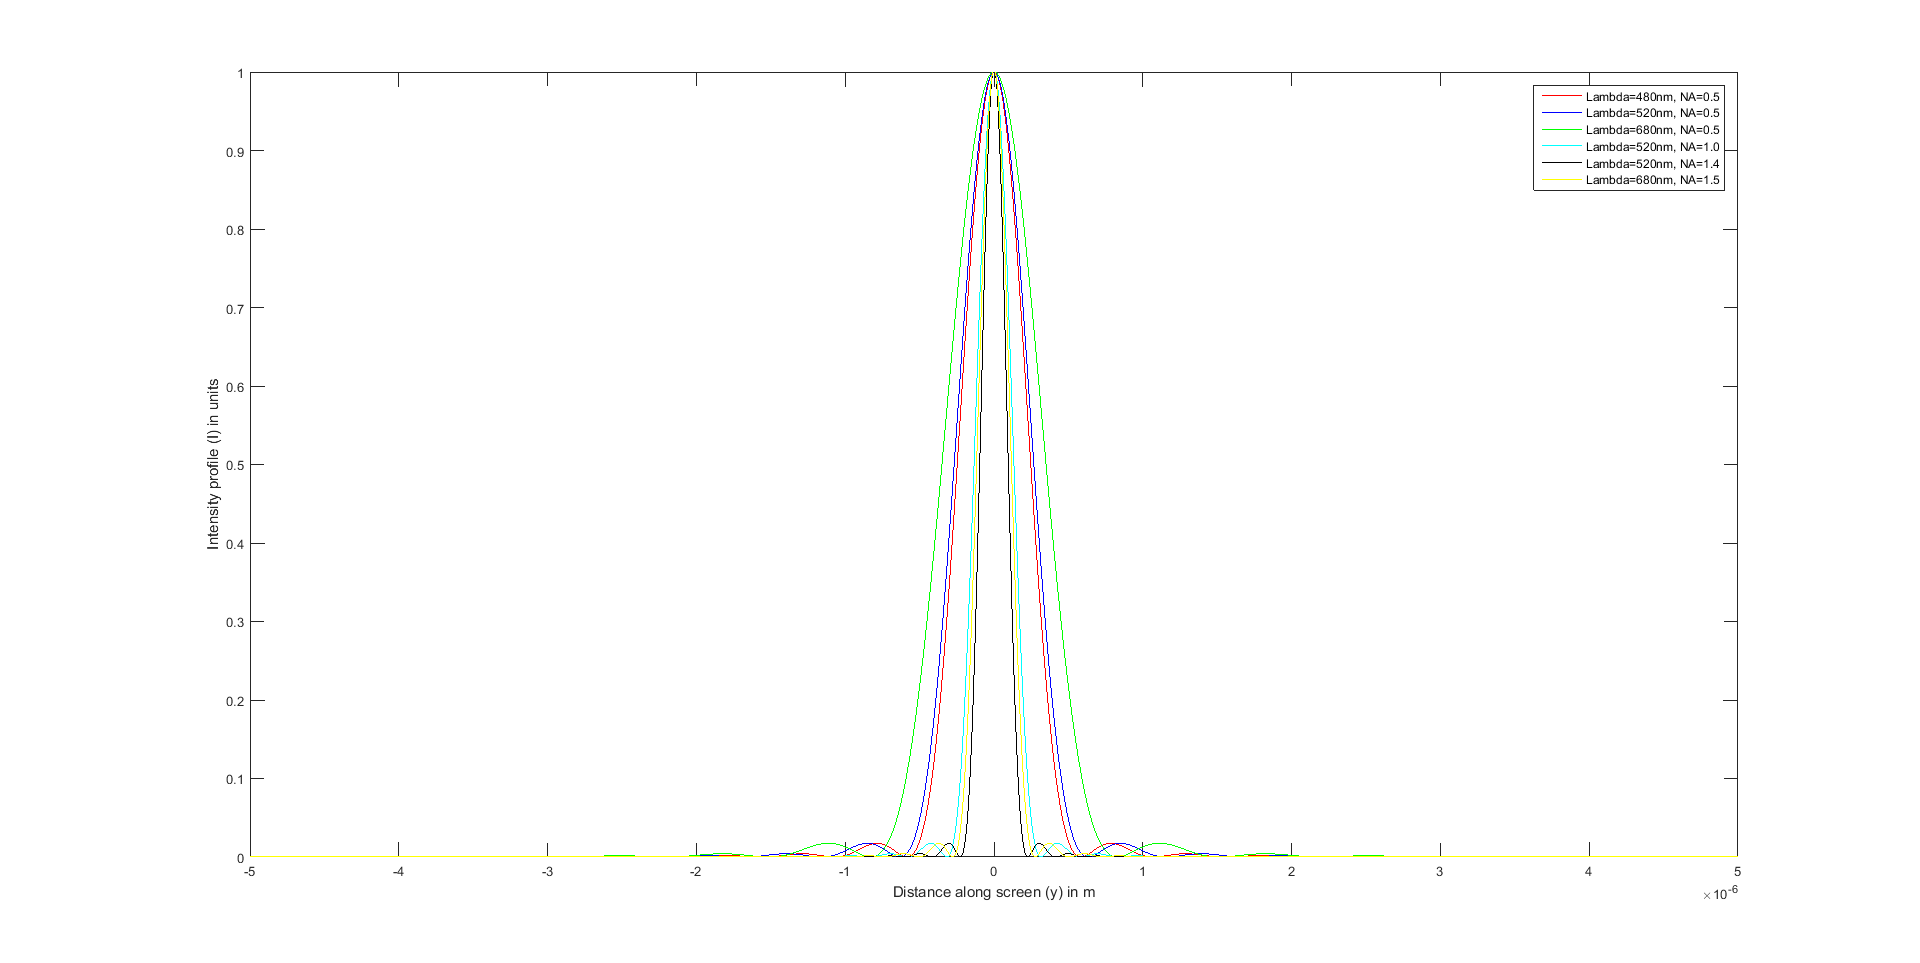 1
0.9
0.8
0.7
0.6
0.5
0.4
0.3
0.2
0.1
0
Intensity profile (I) in units
Lambda=480nm, NA=0.5
Lambda=520nm, NA=0.5
Lambda=680nm, NA=0.5
Lambda=520nm, NA=1.0
Lambda=520nm, NA=1.4
Lambda=680nm, NA=1.5
-5 -4 -3 -2 -1 0 1 2 3 4 5
Distance along screen (y) in m
×10-6